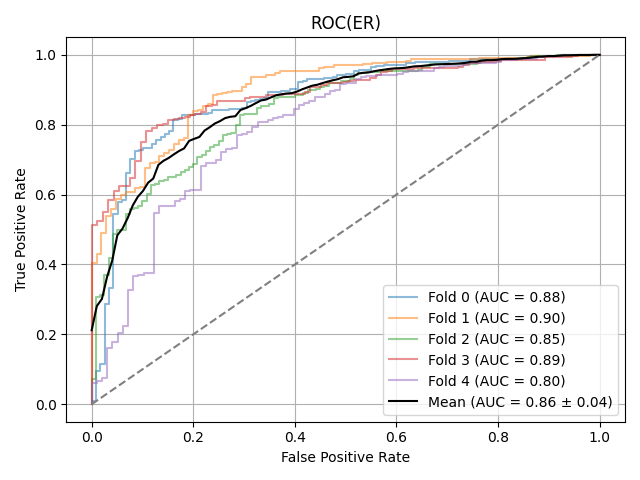 ROC(ER)
True Positive Rate
1.0
0.8
0.6
0.4
0.2
0.0
Fold 0 (AUC = 0.88)
Fold 1 (AUC = 0.90)
Fold 2 (AUC = 0.85)
Fold 3 (AUC = 0.89)
Fold 4 (AUC = 0.80)
Mean (AUC = 0.86 ± 0.04)
0.0 0.2 0.4 0.6 0.8 1.0
False Positive Rate